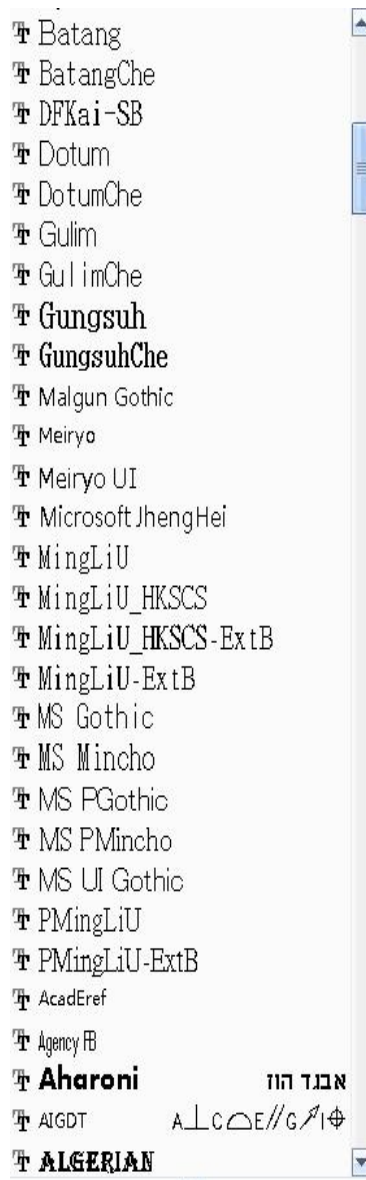 Batang
BatangChe
DFKai-SB
Dotum
DotumChe
Gulim
GulimChe
Gungsuh
GungsuhChe
Malgun Gothic
Meiryo
Meiryo UI
Microsoft JhengHei
MingLiU
MingLiU_HKSCS
MingLiU_HKSCS-ExtB
MingLiU-ExtB
MS Gothic
MS Mincho
MS PGothic
MS PMincho
MS UI Gothic
PMingLiU
PMingLiU-ExtB
AcadEref
Agency FB
Aharoni אבגד הוז
AIGDT A⊥C⌓E//G↗I⌖
ALGERIAN